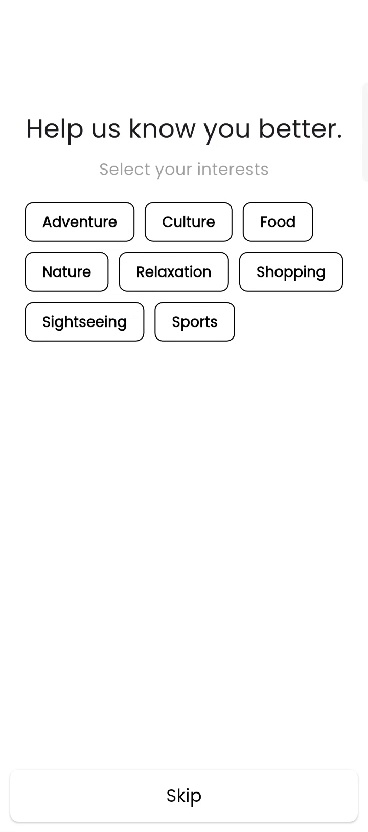 Help us know you better.
Select your interests
Adventure Culture Food
Nature Relaxation Shopping
Sightseeing Sports
Skip